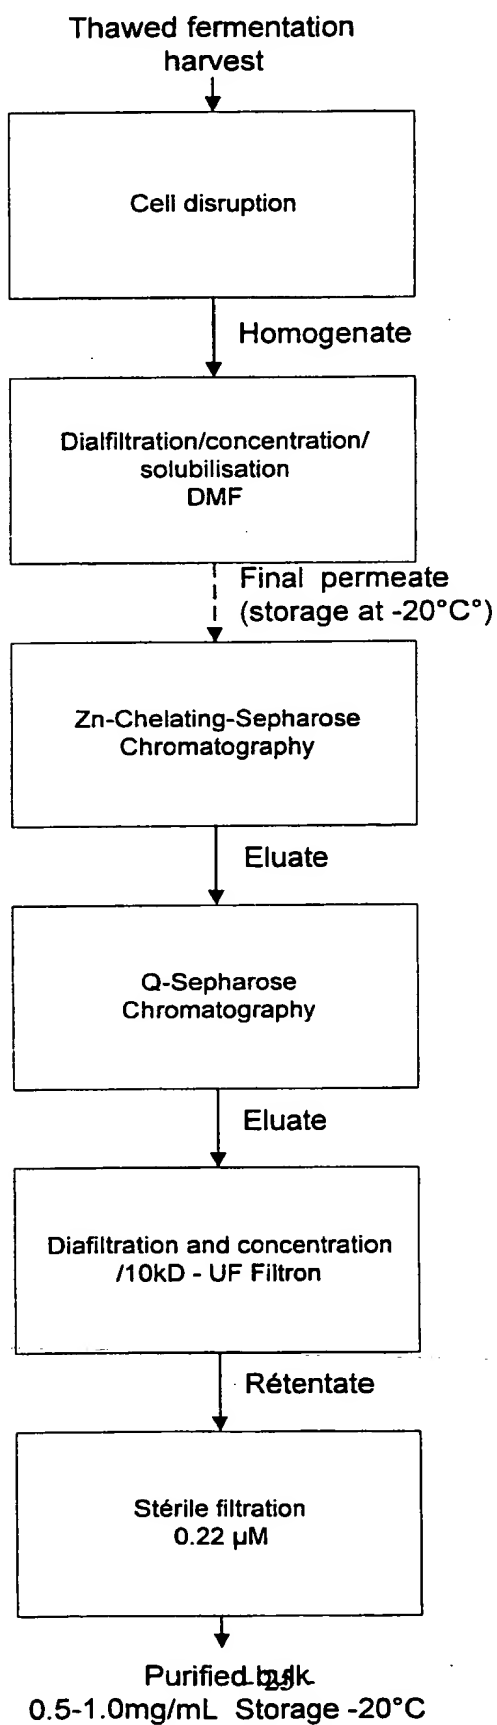 Thawed fermentation
harvest
Cell disruption
Homogenate
Dialfiltration/concentration/
solubilisation
DMF
Final permeate
(storage at -20°C°)
Zn-Chelating-Sepharose
Chromatography
Eluate
Q-Sepharose
Chromatography
Eluate
Diafiltration and concentration
/10kD - UF Filtron
Rétentate
Stérile filtration
0.22 µM
Purified bulk
- 25 -
0.5-1.0mg/mL Storage -20°C